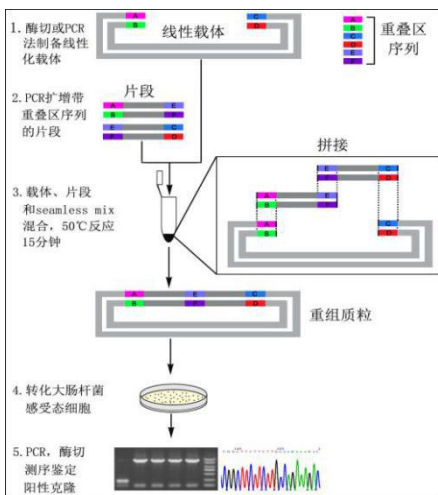 1. 酶切或PCR
法制备线性
化载体
线性载体
A
B
C
D
A
B
C
D
E
F
重叠区
序列
2. PCR扩增带
重叠区序列
的片段
片段
A E
B F
E C
F D
拼接
E C
F D
A E
B F
A C
B D
3. 载体、片段
和seamless mix
混合，50℃反应
15分钟
A E C
B F D
重组质粒
4. 转化大肠杆菌
感受态细胞
5. PCR，酶切
测序鉴定
阳性克隆